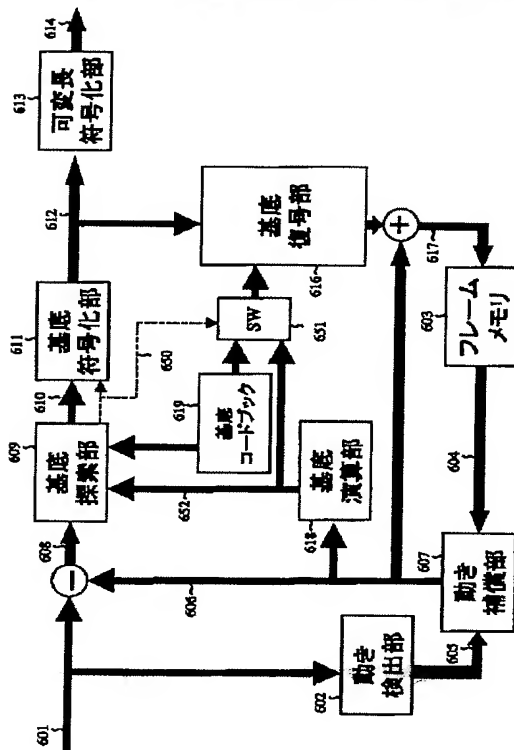 614
613
可変長
符号化部
612
611
基底
符号化部
610
609
基底
探索部
608
601
650
619
基底
コードブック
SW
651
基底
復号部
616
617
652
618
基底
演算部
606
603
フレーム
メモリ
604
607
動き
補償部
605
602
動き
検出部